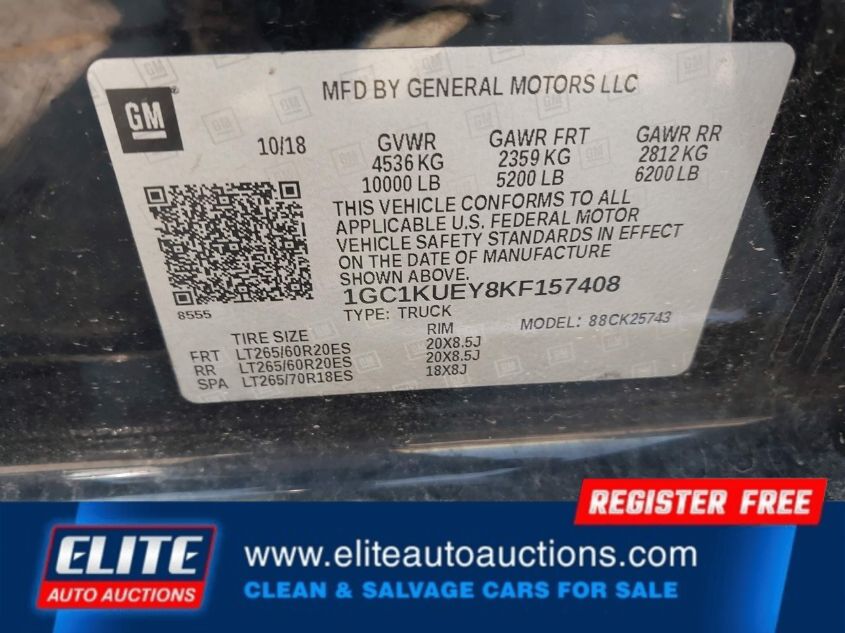 GM
MFD BY GENERAL MOTORS LLC
10/18
GVWR
4536 KG
10000 LB
GAWR FRT
2359 KG
5200 LB
GAWR RR
2812 KG
6200 LB
THIS VEHICLE CONFORMS TO ALL
APPLICABLE U.S. FEDERAL MOTOR
VEHICLE SAFETY STANDARDS IN EFFECT
ON THE DATE OF MANUFACTURE
SHOWN ABOVE.
8555
1GC1KUEY8KF157408
TYPE: TRUCK
MODEL: 88CK25743
TIRE SIZE RIM
FRT LT265/60R20ES 20X8.5J
RR LT265/60R20ES 20X8.5J
SPA LT265/70R18ES 18X8J
REGISTER FREE
ELITE
AUTO AUCTIONS
www.eliteautoauctions.com
CLEAN & SALVAGE CARS FOR SALE